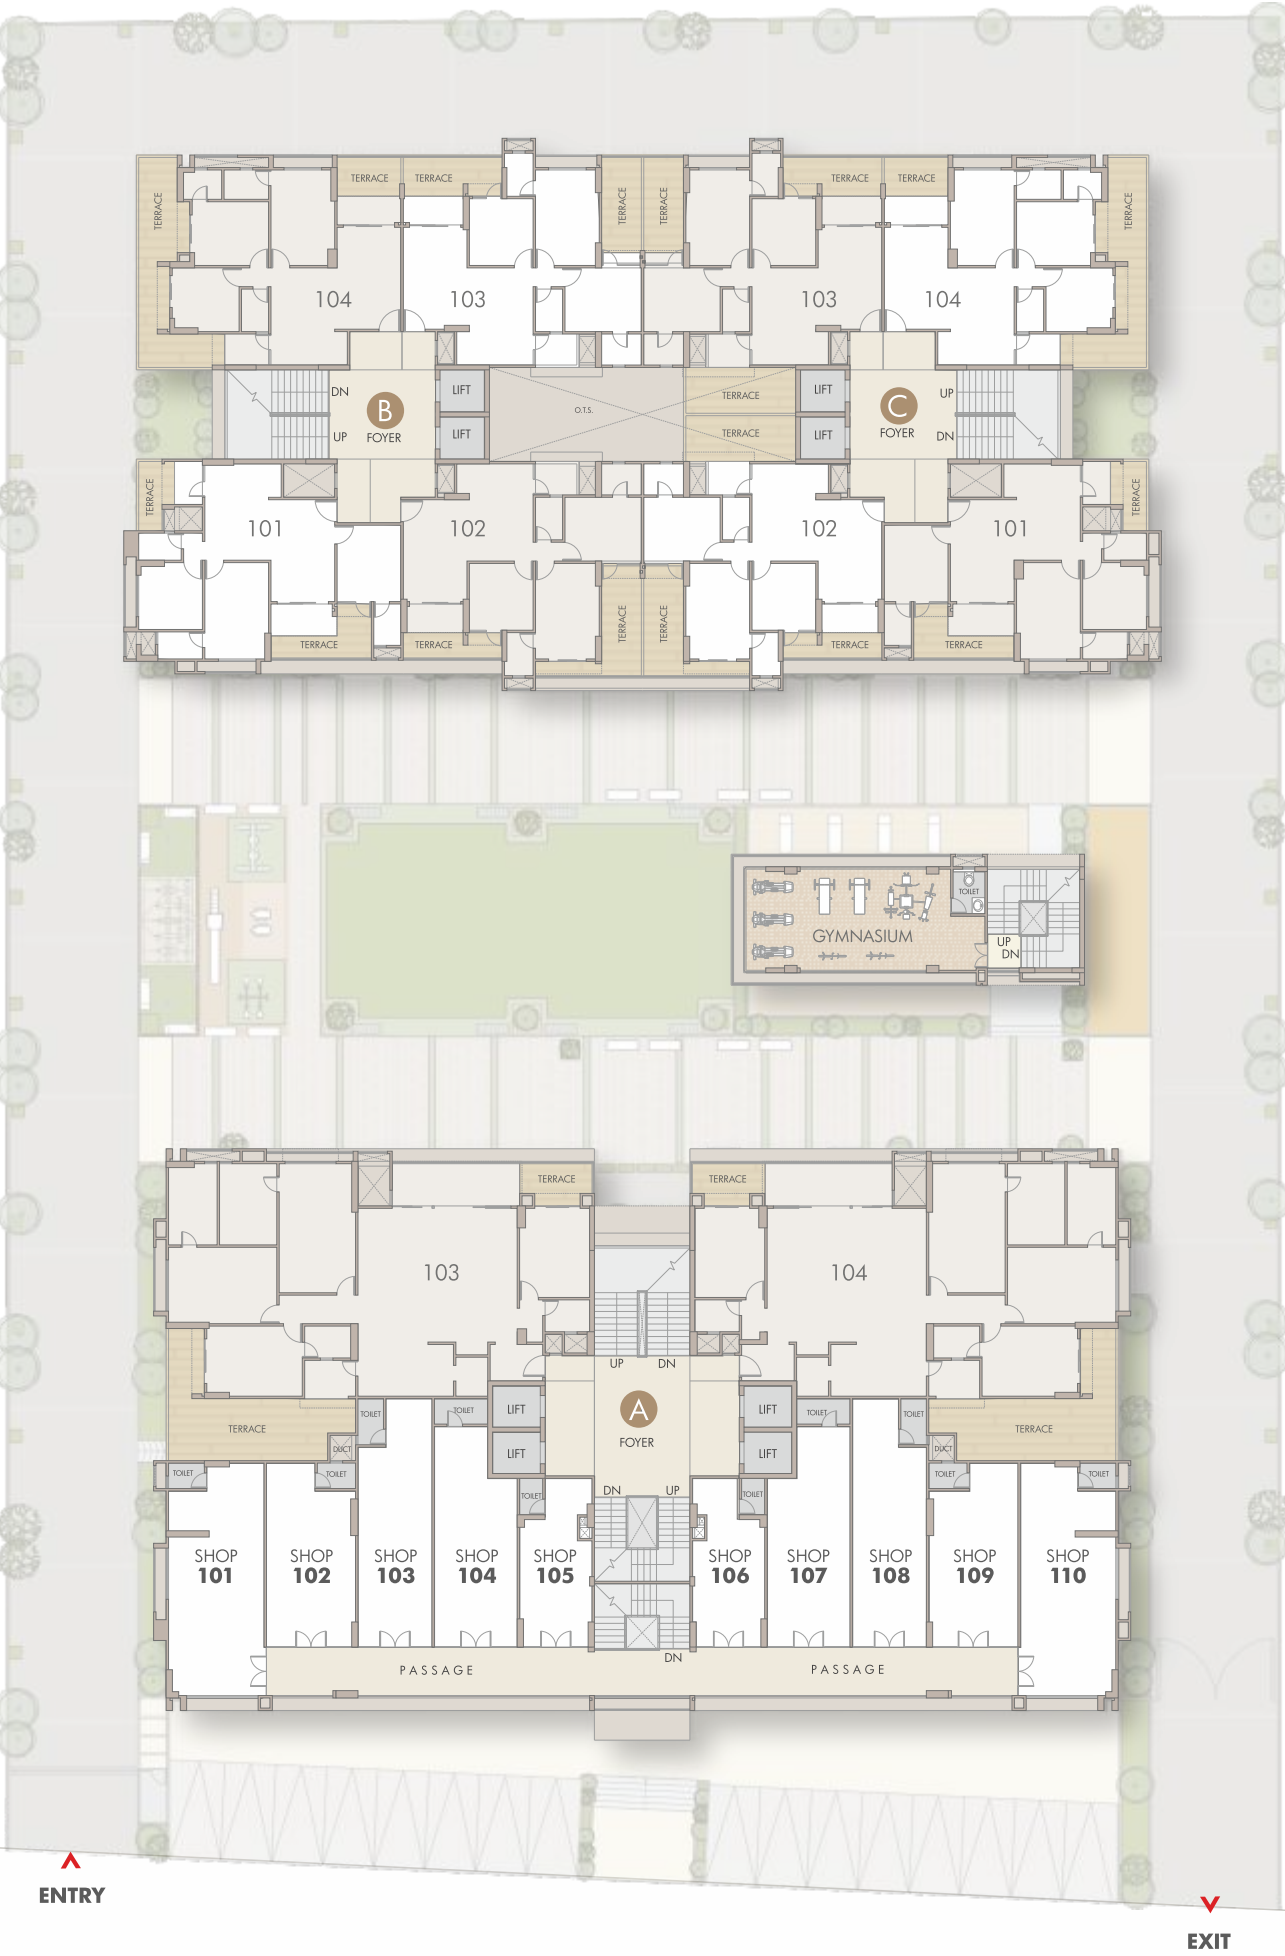 TERRACE TERRACE TERRACE TERRACE
TERRACE TERRACE TERRACE TERRACE
104 103 103 104
DN LIFT TERRACE LIFT UP
B O.T.S. C
UP FOYER LIFT TERRACE LIFT FOYER DN
TERRACE TERRACE
101 102 102 101
TERRACE TERRACE
TERRACE TERRACE TERRACE TERRACE
TOILET
GYMNASIUM
UP
DN
TERRACE TERRACE
103 104
UP DN
TOILET TOILET LIFT A LIFT TOILET TOILET
TERRACE FOYER TERRACE
DUCT LIFT LIFT DUCT
TOILET TOILET TOILET TOILET
TOILET DN UP TOILET
SHOP SHOP SHOP SHOP SHOP SHOP SHOP SHOP SHOP SHOP
101 102 103 104 105 106 107 108 109 110
DN
PASSAGE PASSAGE
ENTRY
EXIT